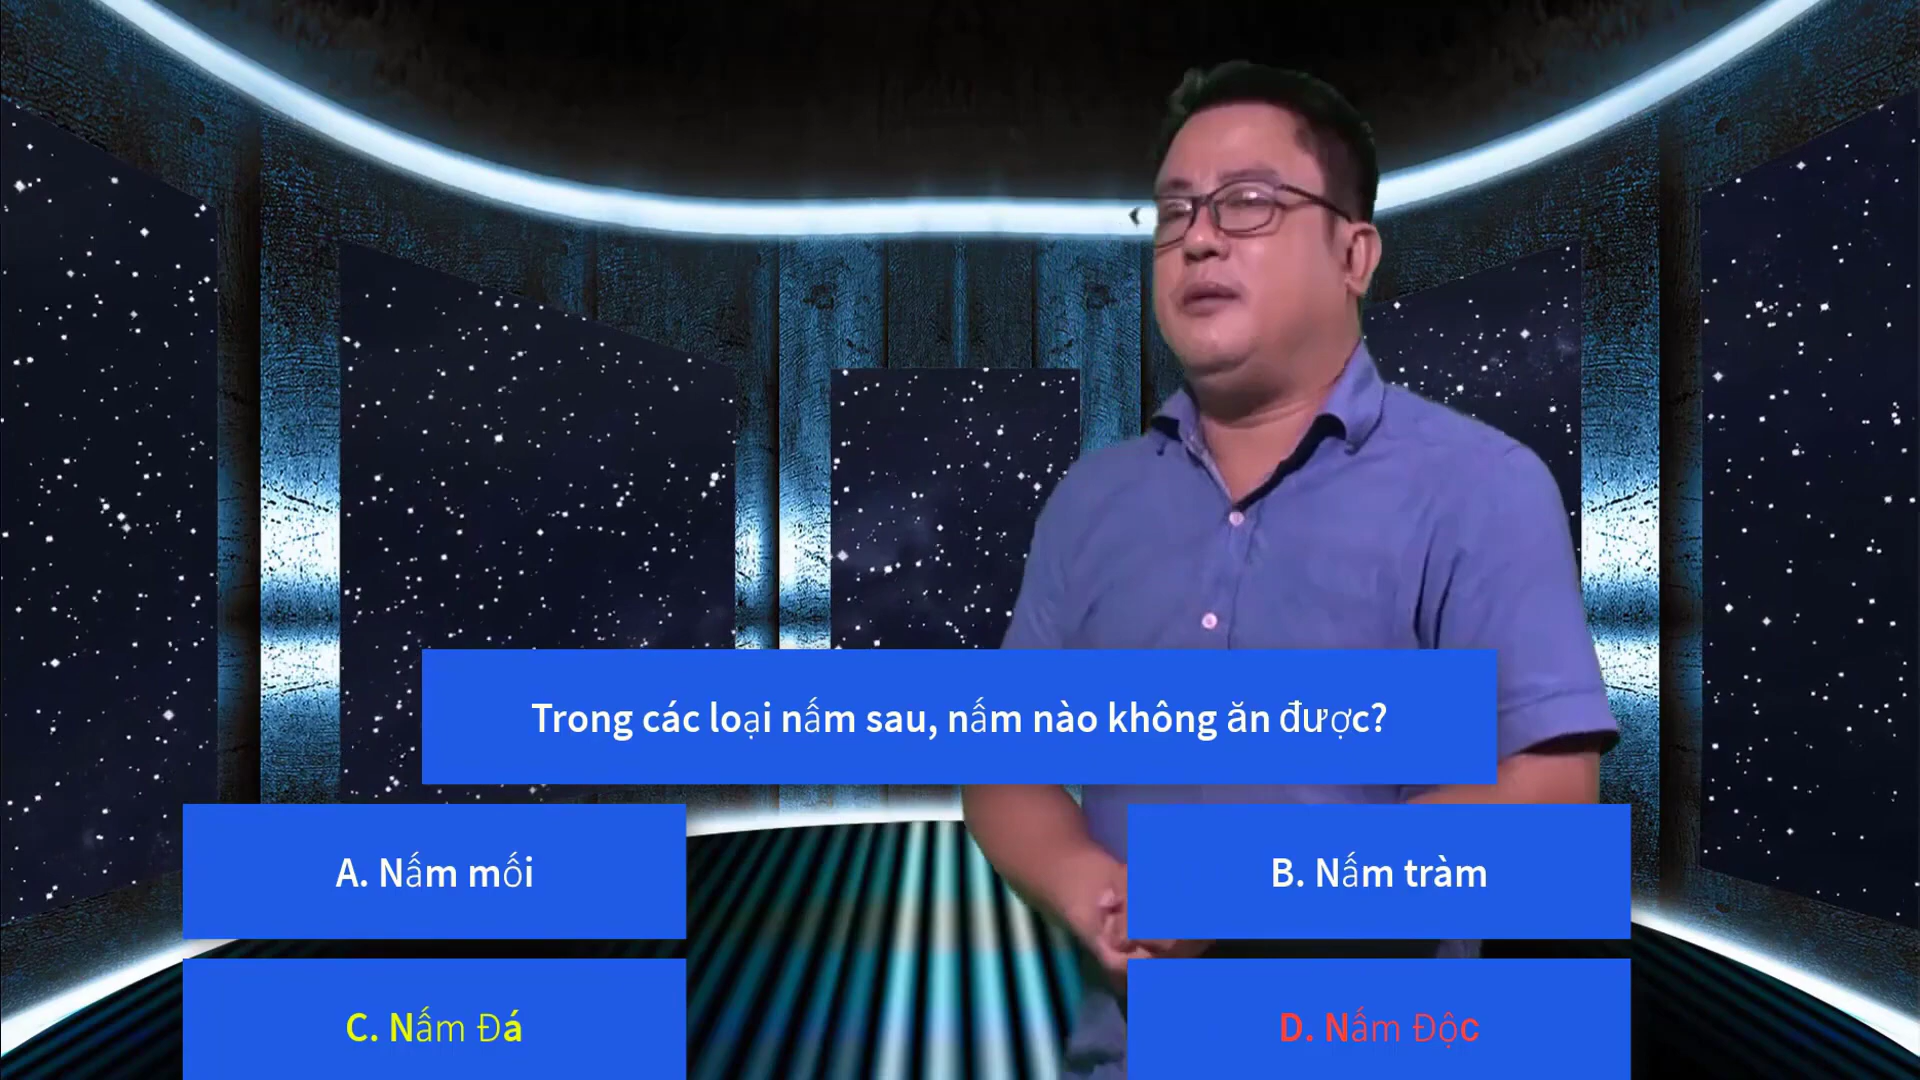 Trong các loại nấm sau, nấm nào không ăn được?
A. Nấm mối
B. Nấm tràm
C. Nấm Đá
D. Nấm Độc